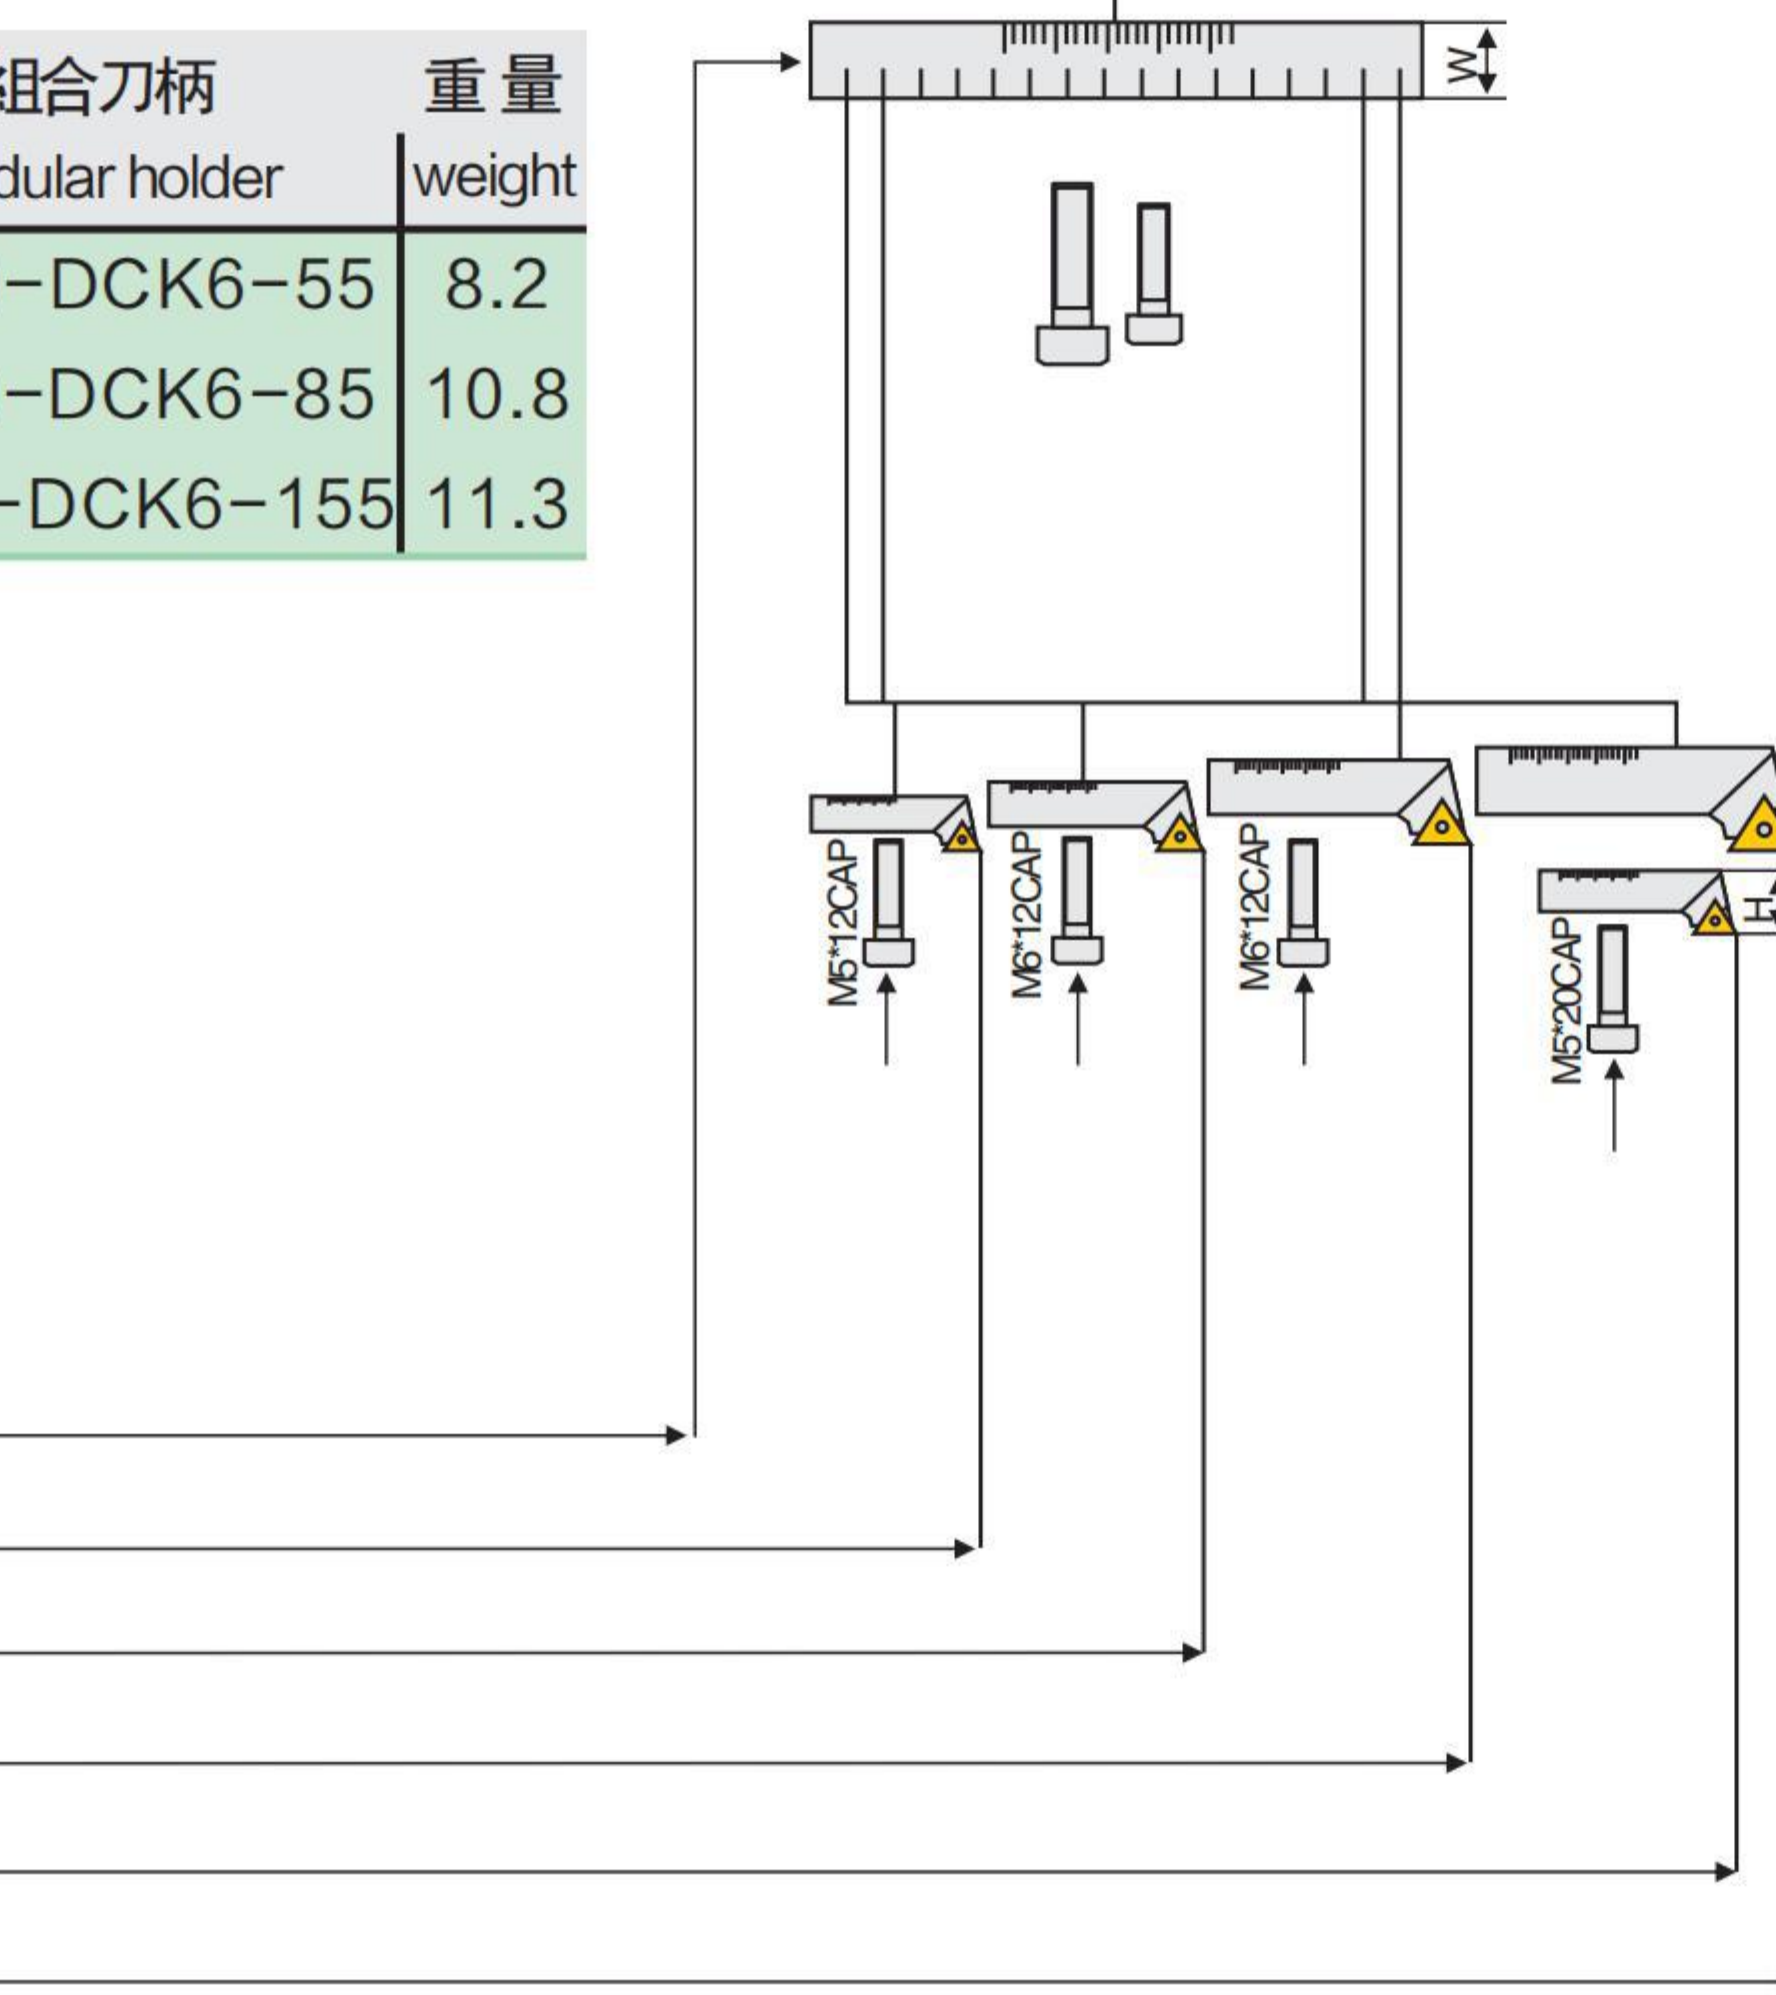 组合刀柄 重量
dular holder weight
-DCK6-55 8.2
-DCK6-85 10.8
-DCK6-155 11.3
W
M5*12CAP
M6*12CAP
M6*12CAP
M5*20CAP
H